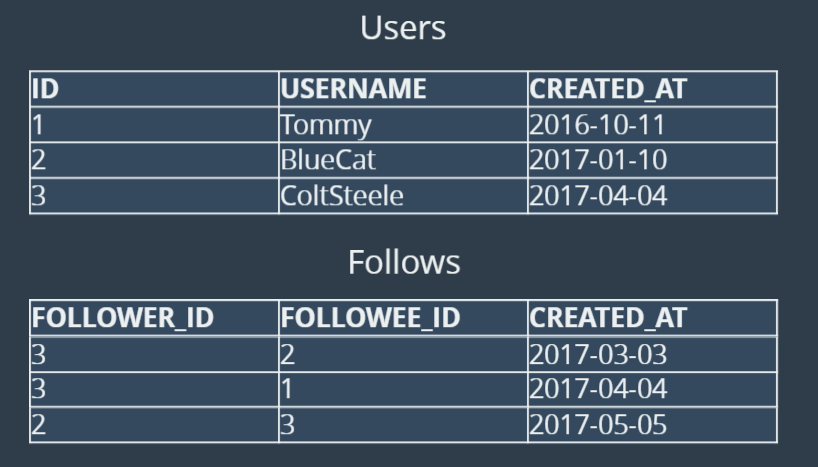 Users
ID USERNAME CREATED_AT
1 Tommy 2016-10-11
2 BlueCat 2017-01-10
3 ColtSteele 2017-04-04
Follows
FOLLOWER_ID FOLLOWEE_ID CREATED_AT
3 2 2017-03-03
3 1 2017-04-04
2 3 2017-05-05